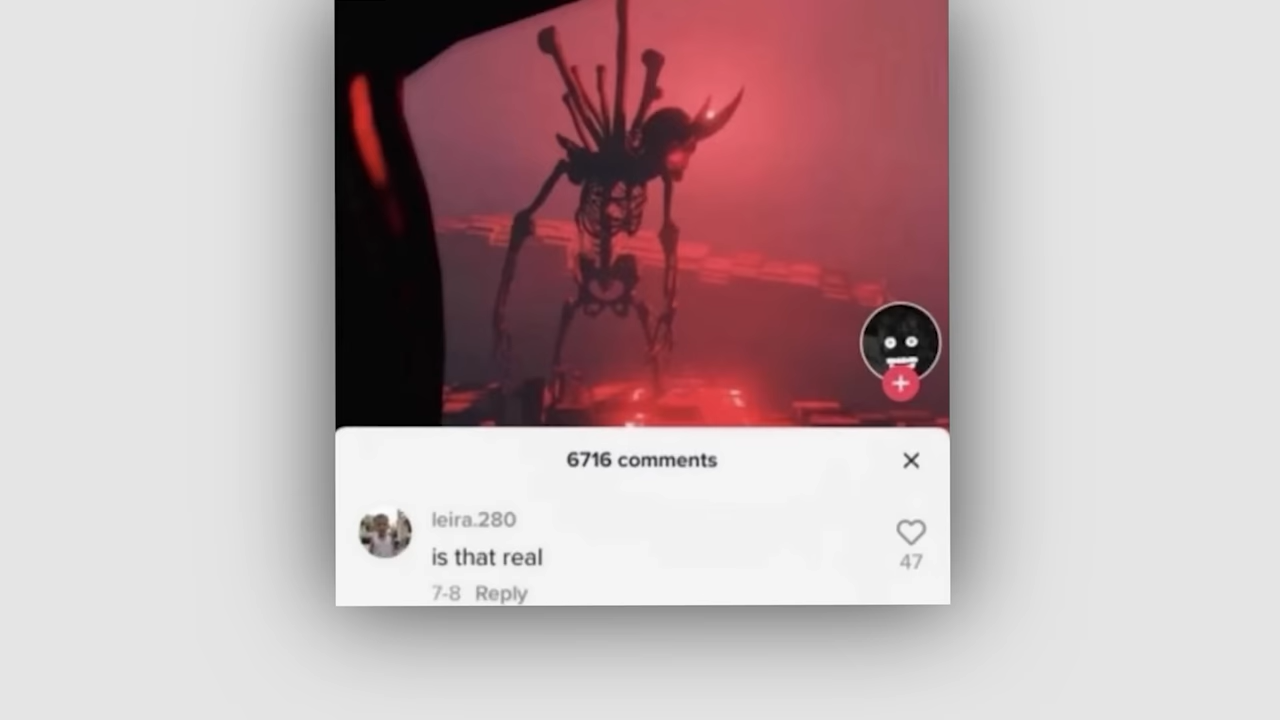 6716 comments
leira.280
is that real
47
7-8 Reply